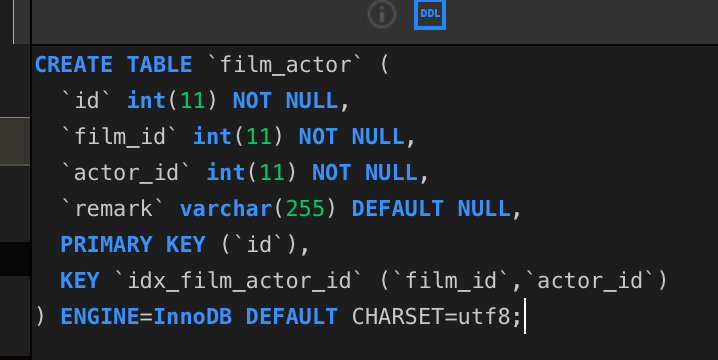 DDL
CREATE TABLE `film_actor` (
  `id` int(11) NOT NULL,
  `film_id` int(11) NOT NULL,
  `actor_id` int(11) NOT NULL,
  `remark` varchar(255) DEFAULT NULL,
  PRIMARY KEY (`id`),
  KEY `idx_film_actor_id` (`film_id`,`actor_id`)
) ENGINE=InnoDB DEFAULT CHARSET=utf8;